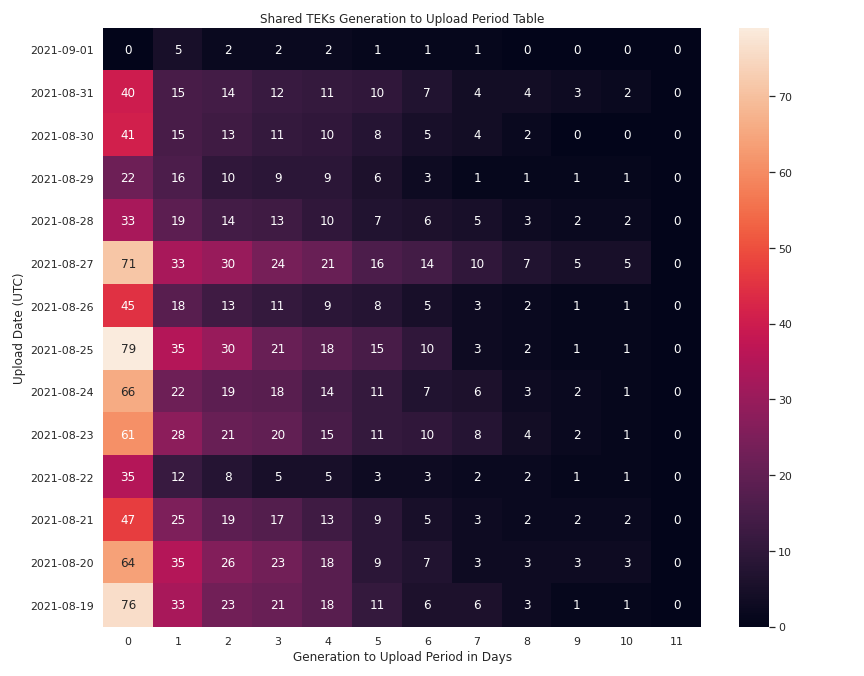 Shared TEKs Generation to Upload Period Table
Upload Date (UTC)
2021-09-01 0 5 2 2 2 1 1 1 0 0 0 0
2021-08-31 40 15 14 12 11 10 7 4 4 3 2 0
2021-08-30 41 15 13 11 10 8 5 4 2 0 0 0
2021-08-29 22 16 10 9 9 6 3 1 1 1 1 0
2021-08-28 33 19 14 13 10 7 6 5 3 2 2 0
2021-08-27 71 33 30 24 21 16 14 10 7 5 5 0
2021-08-26 45 18 13 11 9 8 5 3 2 1 1 0
2021-08-25 79 35 30 21 18 15 10 3 2 1 1 0
2021-08-24 66 22 19 18 14 11 7 6 3 2 1 0
2021-08-23 61 28 21 20 15 11 10 8 4 2 1 0
2021-08-22 35 12 8 5 5 3 3 2 2 1 1 0
2021-08-21 47 25 19 17 13 9 5 3 2 2 2 0
2021-08-20 64 35 26 23 18 9 7 3 3 3 3 0
2021-08-19 76 33 23 21 18 11 6 6 3 1 1 0
0 1 2 3 4 5 6 7 8 9 10 11
Generation to Upload Period in Days
70
60
50
40
30
20
10
0